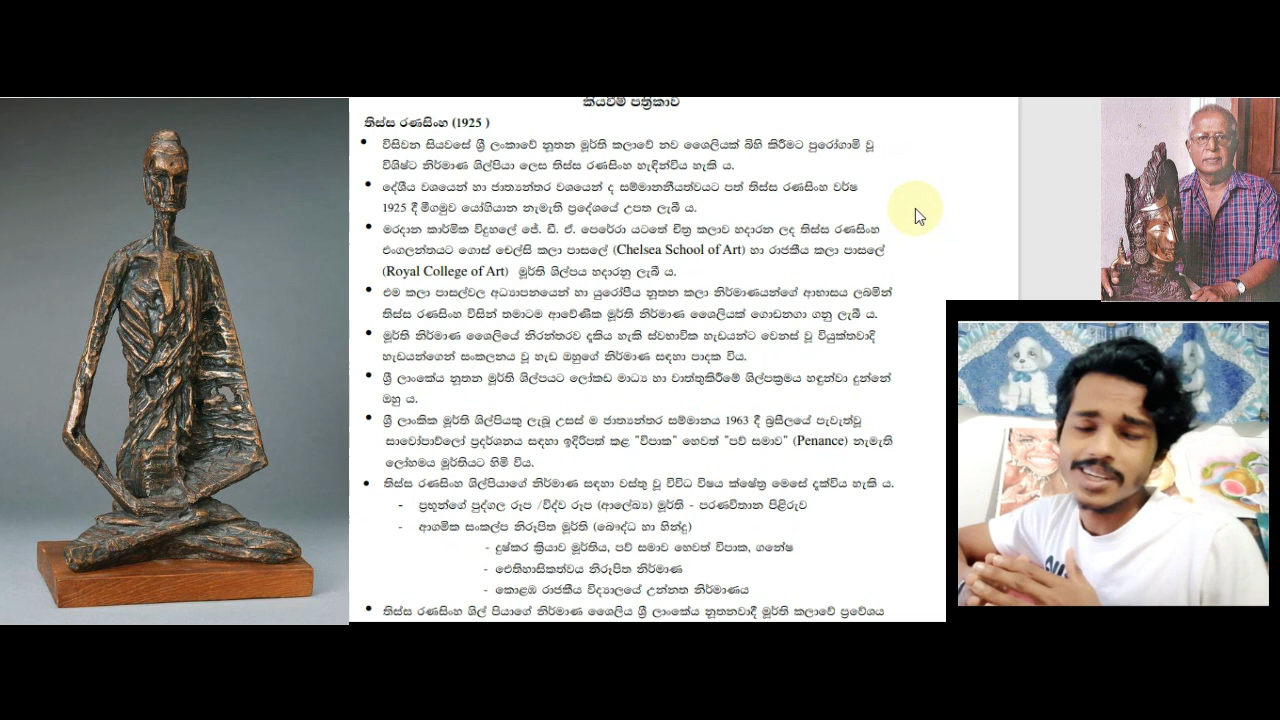 කියවීම් පත්‍රිකාව
තිස්ස රණසිංහ (1925 )
• විසිවන සියවසේ ශ්‍රී ලංකාවේ නූතන මූර්ති කලාවේ නව ශෛලියක් බිහි කිරීමට පුරෝගාමී වූ
විශිෂ්ට නිර්මාණ ශිල්පියා ලෙස තිස්ස රණසිංහ හැඳින්විය හැකි ය.
• දේශීය වශයෙන් හා ජාත්‍යන්තර වශයෙන් ද සම්මානනීයත්වයට පත් තිස්ස රණසිංහ වර්ෂ
1925 දී මීගමුව යෝගියාන නැමැති ප්‍රදේශයේ උපත ලැබී ය.
• මරදාන කාර්මික විදුහලේ ජේ. ඩී. ඒ. පෙරේරා යටතේ චිත්‍ර කලාව හදාරන ලද තිස්ස රණසිංහ
එංගලන්තයට ගොස් චෙල්සි කලා පාසලේ (Chelsea School of Art) හා රාජකීය කලා පාසලේ
(Royal College of Art) මූර්ති ශිල්පය හදාරනු ලැබී ය.
• එම කලා පාසල්වල අධ්‍යාපනයෙන් හා යුරෝපීය නූතන කලා නිර්මාණයන්ගේ ආභාසය ලබමින්
තිස්ස රණසිංහ විසින් තමාටම ආවේණික මූර්ති නිර්මාණ ශෛලියක් ගොඩනගා ගනු ලැබී ය.
• මූර්ති නිර්මාණ ශෛලියේ නිරන්තරව දැකිය හැකි ස්වභාවික හැඩයන්ට වෙනස් වූ වියුක්තවාදි
හැඩයන්ගෙන් සංකලනය වූ හැඩ ඔහුගේ නිර්මාණ සඳහා පාදක විය.
• ශ්‍රී ලාංකේය නූතන මූර්ති ශිල්පයට ලෝකඩ මාධ්‍ය හා වාත්තුකිරීමේ ශිල්පක්‍රමය හඳුන්වා දුන්නේ
ඔහු ය.
• ශ්‍රී ලාංකික මූර්ති ශිල්පියකු ලැබූ උසස් ම ජාත්‍යන්තර සම්මානය 1963 දී බ්‍රසීලයේ පැවැත්වූ
සාවෝපාව්ලෝ ප්‍රදර්ශනය සඳහා ඉදිරිපත් කළ "විපාක" හෙවත් "පව් සමාව" (Penance) නැමැති
ලෝහමය මූර්තියට හිමි විය.
• තිස්ස රණසිංහ ශිල්පියාගේ නිර්මාණ සඳහා වස්තු වූ විවිධ විෂය ක්ෂේත්‍ර මෙසේ දැක්විය හැකි ය.
- ප්‍රභූන්ගේ පුද්ගල රූප /විද්ව රූප (ආලේඛ්‍ය) මූර්ති - පරණවිතාන පිළිරුව
- ආගමික සංකල්ප නිරූපිත මූර්ති (බෞද්ධ හා හින්දු)
- දුෂ්කර ක්‍රියාව මූර්තිය, පව් සමාව හෙවත් විපාක, ගනේෂ
- ඓතිහාසිකත්වය නිරූපිත නිර්මාණ
- කොළඹ රාජකීය විද්‍යාලයේ උන්නත නිර්මාණය
• තිස්ස රණසිංහ ශිල් පියාගේ නිර්මාණ ශෛලිය ශ්‍රී ලාංකේය නූතනවාදී මූර්ති කලාවේ ප්‍රවේශය